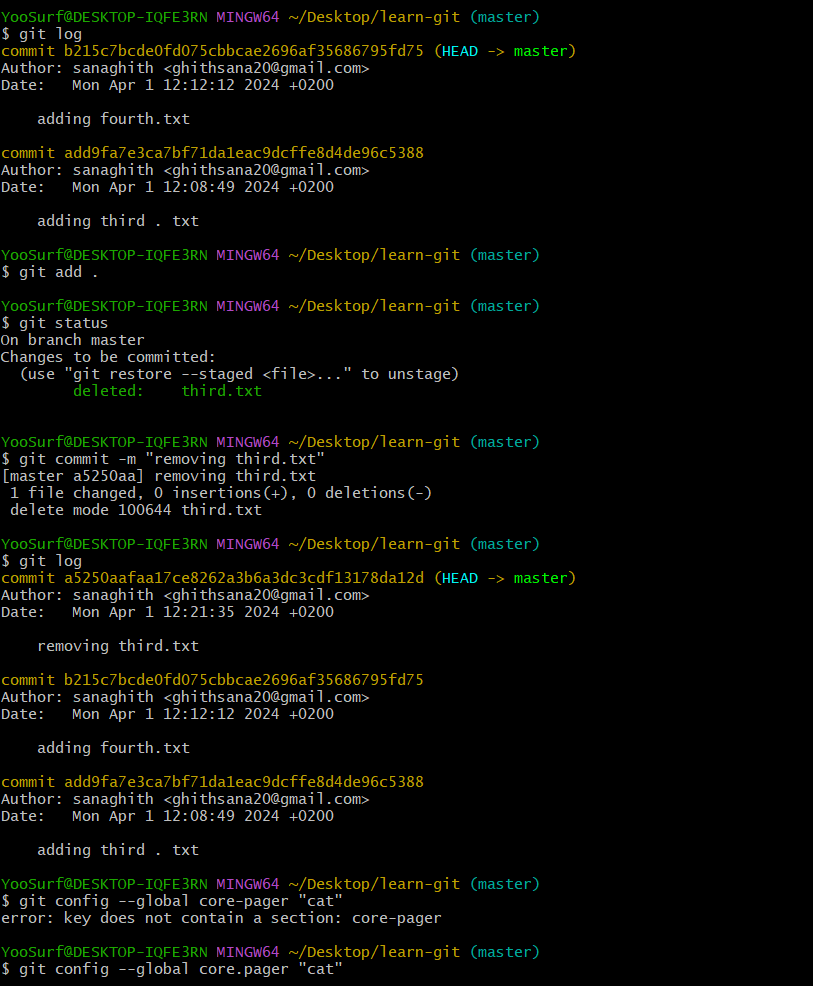 YooSurf@DESKTOP-IQFE3RN MINGW64 ~/Desktop/learn-git (master)
$ git log
commit b215c7bcde0fd075cbbcae2696af35686795fd75 (HEAD -> master)
Author: sanaghith <ghithsana20@gmail.com>
Date:   Mon Apr 1 12:12:12 2024 +0200

    adding fourth.txt

commit add9fa7e3ca7bf71da1eac9dcffe8d4de96c5388
Author: sanaghith <ghithsana20@gmail.com>
Date:   Mon Apr 1 12:08:49 2024 +0200

    adding third . txt

YooSurf@DESKTOP-IQFE3RN MINGW64 ~/Desktop/learn-git (master)
$ git add .

YooSurf@DESKTOP-IQFE3RN MINGW64 ~/Desktop/learn-git (master)
$ git status
On branch master
Changes to be committed:
  (use "git restore --staged <file>..." to unstage)
        deleted:    third.txt


YooSurf@DESKTOP-IQFE3RN MINGW64 ~/Desktop/learn-git (master)
$ git commit -m "removing third.txt"
[master a5250aa] removing third.txt
 1 file changed, 0 insertions(+), 0 deletions(-)
 delete mode 100644 third.txt

YooSurf@DESKTOP-IQFE3RN MINGW64 ~/Desktop/learn-git (master)
$ git log
commit a5250aafaa17ce8262a3b6a3dc3cdf13178da12d (HEAD -> master)
Author: sanaghith <ghithsana20@gmail.com>
Date:   Mon Apr 1 12:21:35 2024 +0200

    removing third.txt

commit b215c7bcde0fd075cbbcae2696af35686795fd75
Author: sanaghith <ghithsana20@gmail.com>
Date:   Mon Apr 1 12:12:12 2024 +0200

    adding fourth.txt

commit add9fa7e3ca7bf71da1eac9dcffe8d4de96c5388
Author: sanaghith <ghithsana20@gmail.com>
Date:   Mon Apr 1 12:08:49 2024 +0200

    adding third . txt

YooSurf@DESKTOP-IQFE3RN MINGW64 ~/Desktop/learn-git (master)
$ git config --global core-pager "cat"
error: key does not contain a section: core-pager

YooSurf@DESKTOP-IQFE3RN MINGW64 ~/Desktop/learn-git (master)
$ git config --global core.pager "cat"